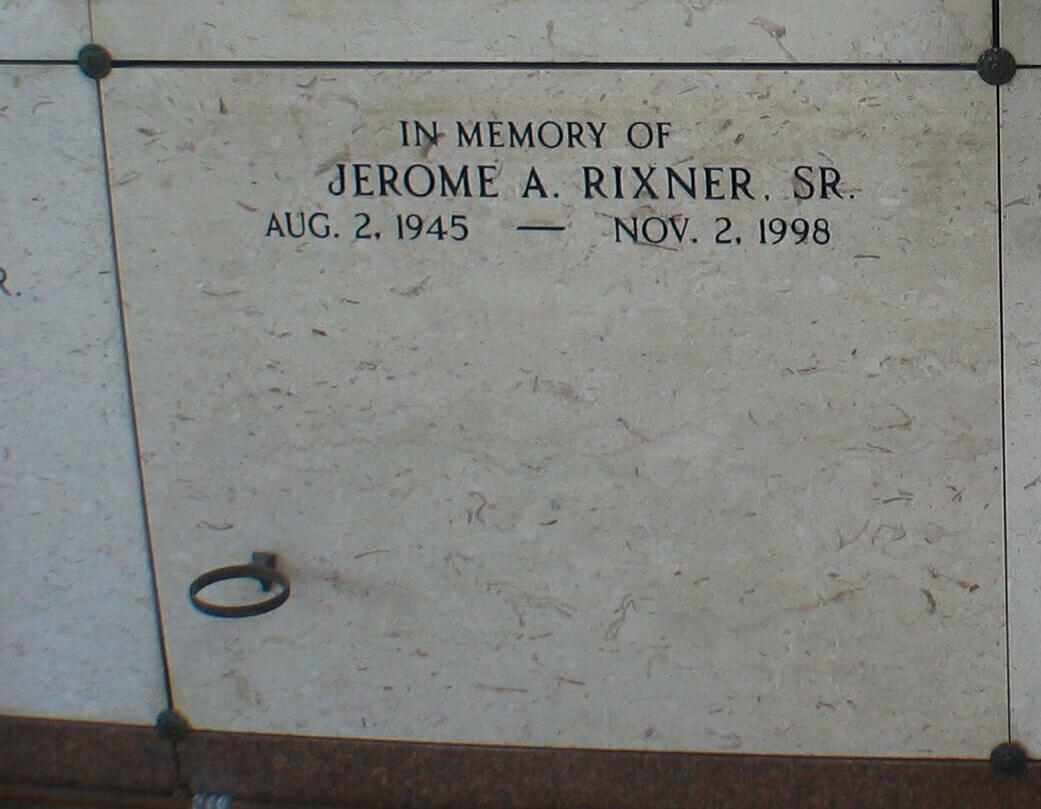 IN MEMORY OF
JEROME A. RIXNER, SR.
AUG. 2, 1945 — NOV. 2, 1998
R.